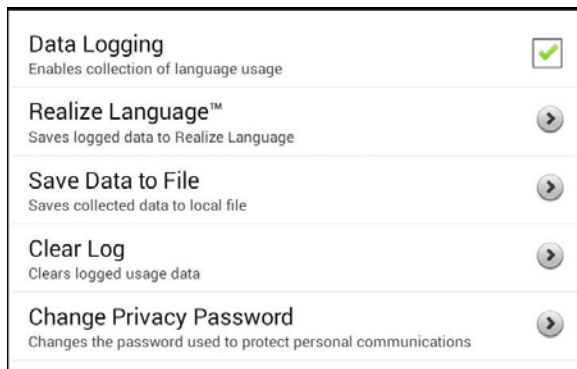 Data Logging
Enables collection of language usage
Realize Language™
Saves logged data to Realize Language
Save Data to File
Saves collected data to local file
Clear Log
Clears logged usage data
Change Privacy Password
Changes the password used to protect personal communications